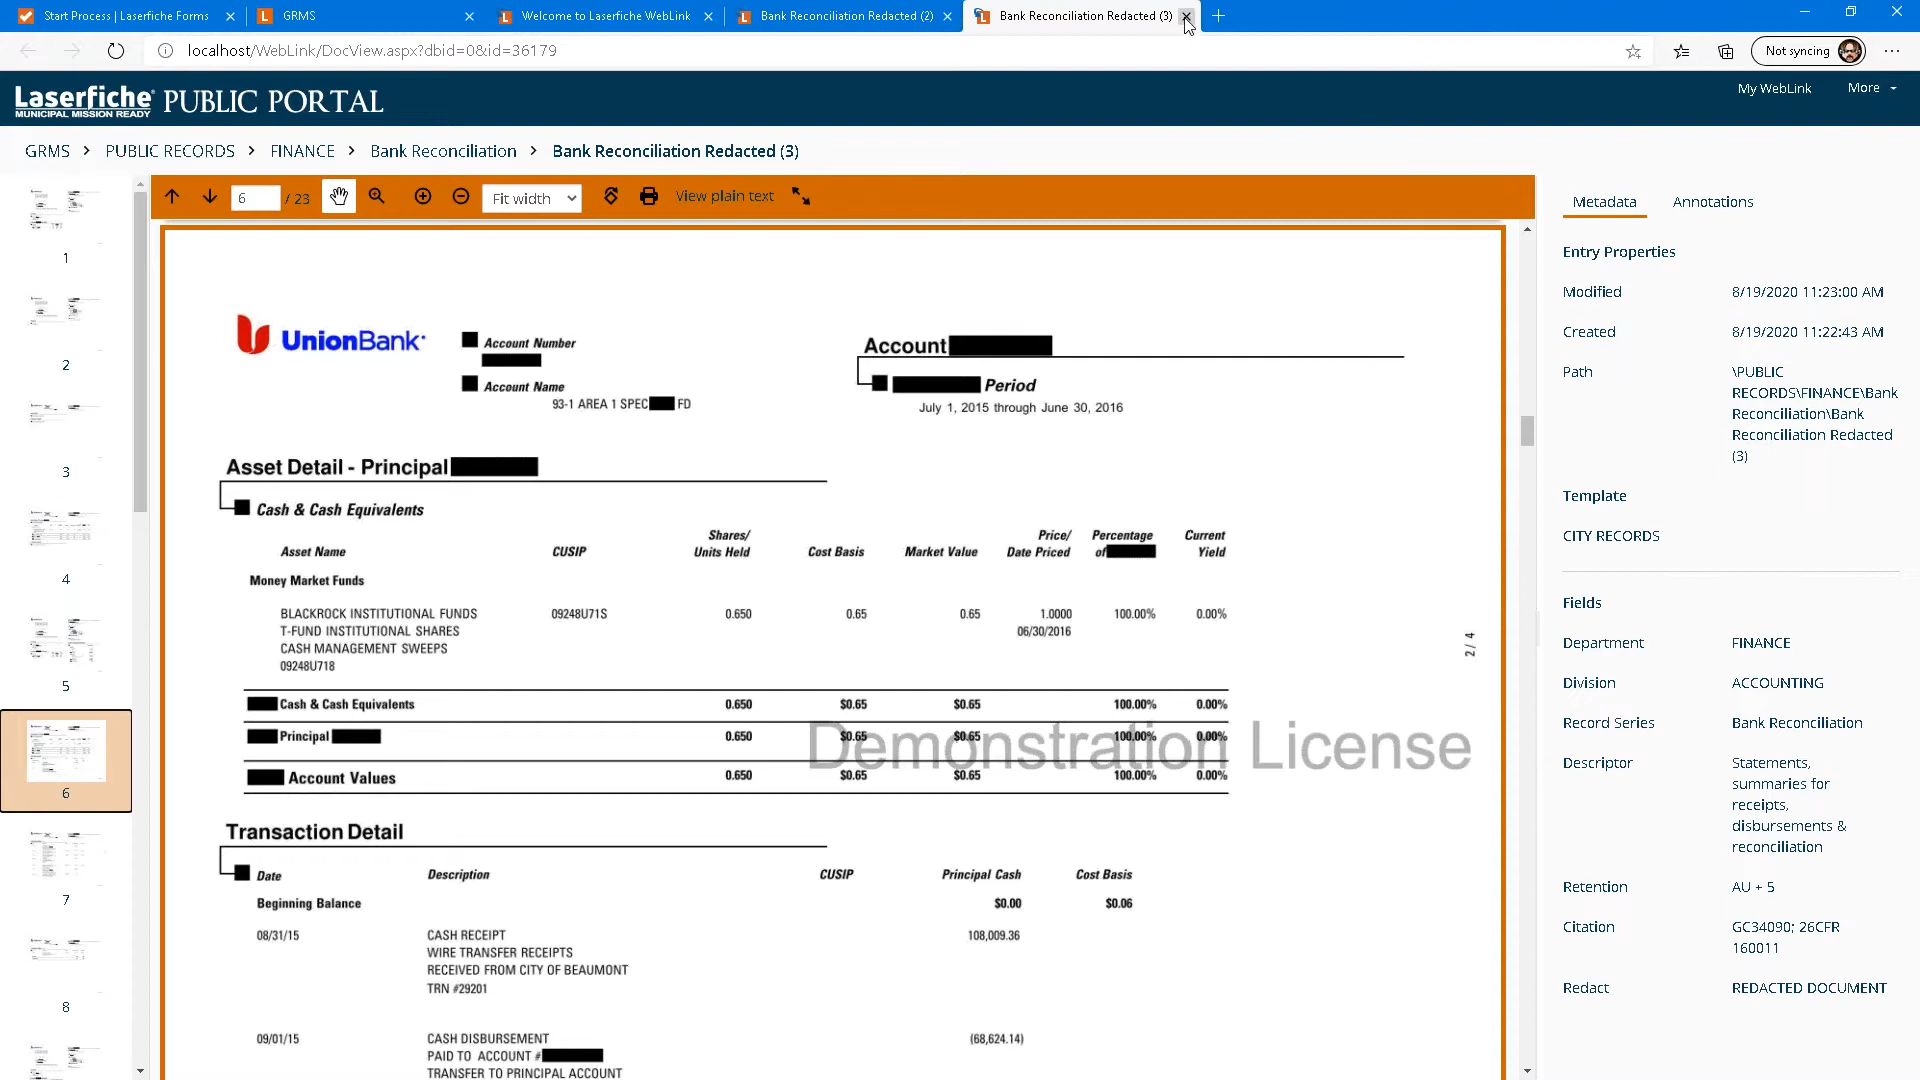 Start Process | Laserfiche Forms
GRMS
Welcome to Laserfiche WebLink
Bank Reconciliation Redacted (2)
Bank Reconciliation Redacted (3)
localhost/WebLink/DocView.aspx?dbid=0&id=36179
Not syncing
Laserfiche
MUNICIPAL MISSION READY
PUBLIC PORTAL
My WebLink
More
GRMS > PUBLIC RECORDS > FINANCE > Bank Reconciliation > Bank Reconciliation Redacted (3)
6 / 23
Fit width
View plain text
1
2
3
4
5
6
7
8
UnionBank
Account Number
Account Name
93-1 AREA 1 SPEC FD
Account
Period
July 1, 2015 through June 30, 2016
Asset Detail - Principal
Cash & Cash Equivalents
Asset Name
CUSIP
Shares/
Units Held
Cost Basis
Market Value
Price/
Date Priced
Percentage
of
Current
Yield
Money Market Funds
BLACKROCK INSTITUTIONAL FUNDS 09248U71S 0.650 0.65 0.65 1.0000 100.00% 0.00%
T-FUND INSTITUTIONAL SHARES 06/30/2016
CASH MANAGEMENT SWEEPS
09248U718
Cash & Cash Equivalents 0.650 $0.65 $0.65 100.00% 0.00%
Principal 0.650 $0.65 $0.65 100.00% 0.00%
Account Values 0.650 $0.65 $0.65 100.00% 0.00%
Demonstration License
2 / 4
Transaction Detail
Date Description CUSIP Principal Cash Cost Basis
Beginning Balance $0.00 $0.06
08/31/15 CASH RECEIPT 108,009.36
WIRE TRANSFER RECEIPTS
RECEIVED FROM CITY OF BEAUMONT
TRN #29201
09/01/15 CASH DISBURSEMENT (68,624.14)
PAID TO ACCOUNT #
TRANSFER TO PRINCIPAL ACCOUNT
Metadata
Annotations
Entry Properties
Modified 8/19/2020 11:23:00 AM
Created 8/19/2020 11:22:43 AM
Path \PUBLIC
RECORDS\FINANCE\Bank
Reconciliation\Bank
Reconciliation Redacted
(3)
Template
CITY RECORDS
Fields
Department FINANCE
Division ACCOUNTING
Record Series Bank Reconciliation
Descriptor Statements,
summaries for
receipts,
disbursements &
reconciliation
Retention AU + 5
Citation GC34090; 26CFR
160011
Redact REDACTED DOCUMENT